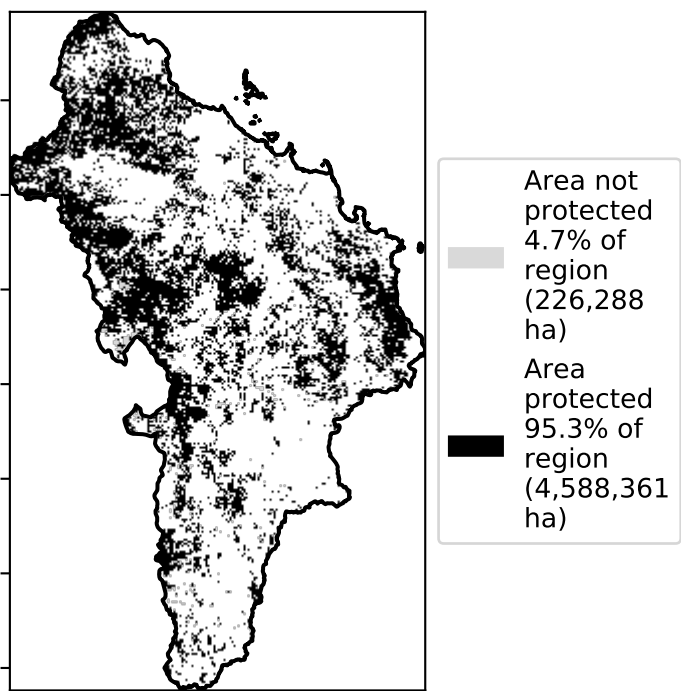 Area not
protected
4.7% of
region
(226,288
ha)
Area
protected
95.3% of
region
(4,588,361
ha)